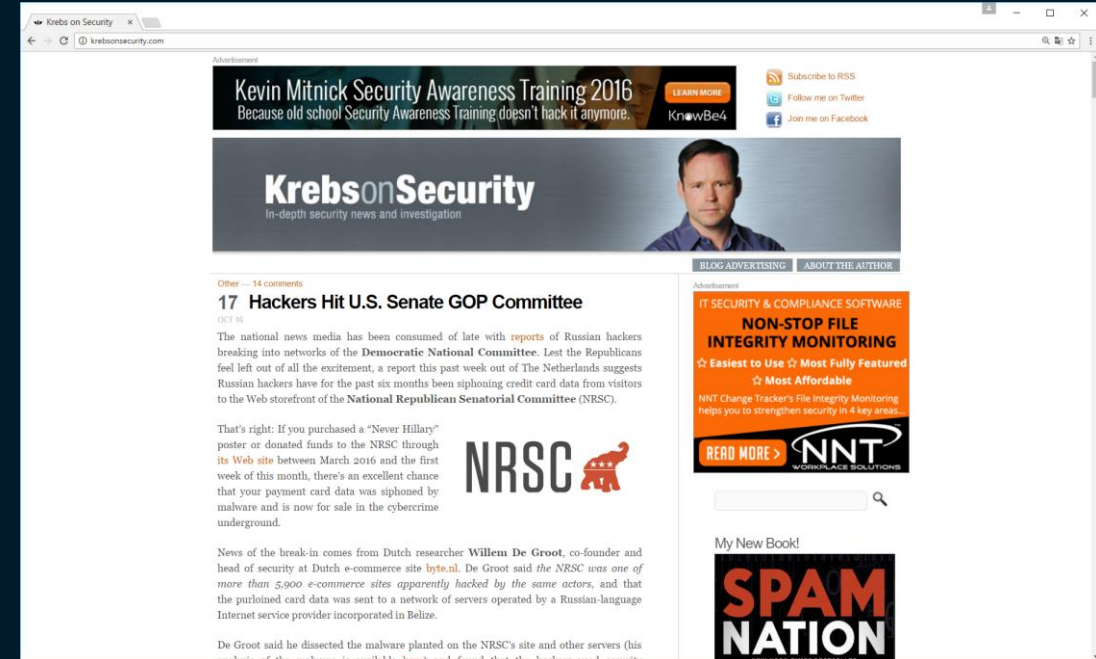 Krebs on Security
krebsonsecurity.com
Advertisement
Kevin Mitnick Security Awareness Training 2016
Because old school Security Awareness Training doesn't hack it anymore.
LEARN MORE
KnowBe4
Subscribe to RSS
Follow me on Twitter
Join me on Facebook
KrebsonSecurity
In-depth security news and investigation
BLOG ADVERTISING
ABOUT THE AUTHOR
Other — 14 comments
17 Hackers Hit U.S. Senate GOP Committee
OCT 16
The national news media has been consumed of late with reports of Russian hackers
breaking into networks of the Democratic National Committee. Lest the Republicans
feel left out of all the excitement, a report this past week out of The Netherlands suggests
Russian hackers have for the past six months been siphoning credit card data from visitors
to the Web storefront of the National Republican Senatorial Committee (NRSC).
That's right: If you purchased a "Never Hillary"
poster or donated funds to the NRSC through
its Web site between March 2016 and the first
week of this month, there's an excellent chance
that your payment card data was siphoned by
malware and is now for sale in the cybercrime
underground.
NRSC
News of the break-in comes from Dutch researcher Willem De Groot, co-founder and
head of security at Dutch e-commerce site byte.nl. De Groot said the NRSC was one of
more than 5,900 e-commerce sites apparently hacked by the same actors, and that
the purloined card data was sent to a network of servers operated by a Russian-language
Internet service provider incorporated in Belize.
De Groot said he dissected the malware planted on the NRSC's site and other servers (his
Advertisement
IT SECURITY & COMPLIANCE SOFTWARE
NON-STOP FILE
INTEGRITY MONITORING
☆ Easiest to Use ☆ Most Fully Featured
☆ Most Affordable
NNT Change Tracker's File Integrity Monitoring
helps you to strengthen security in 4 key areas...
READ MORE >
NNT
WORKPLACE SOLUTIONS
My New Book!
SPAM
NATION